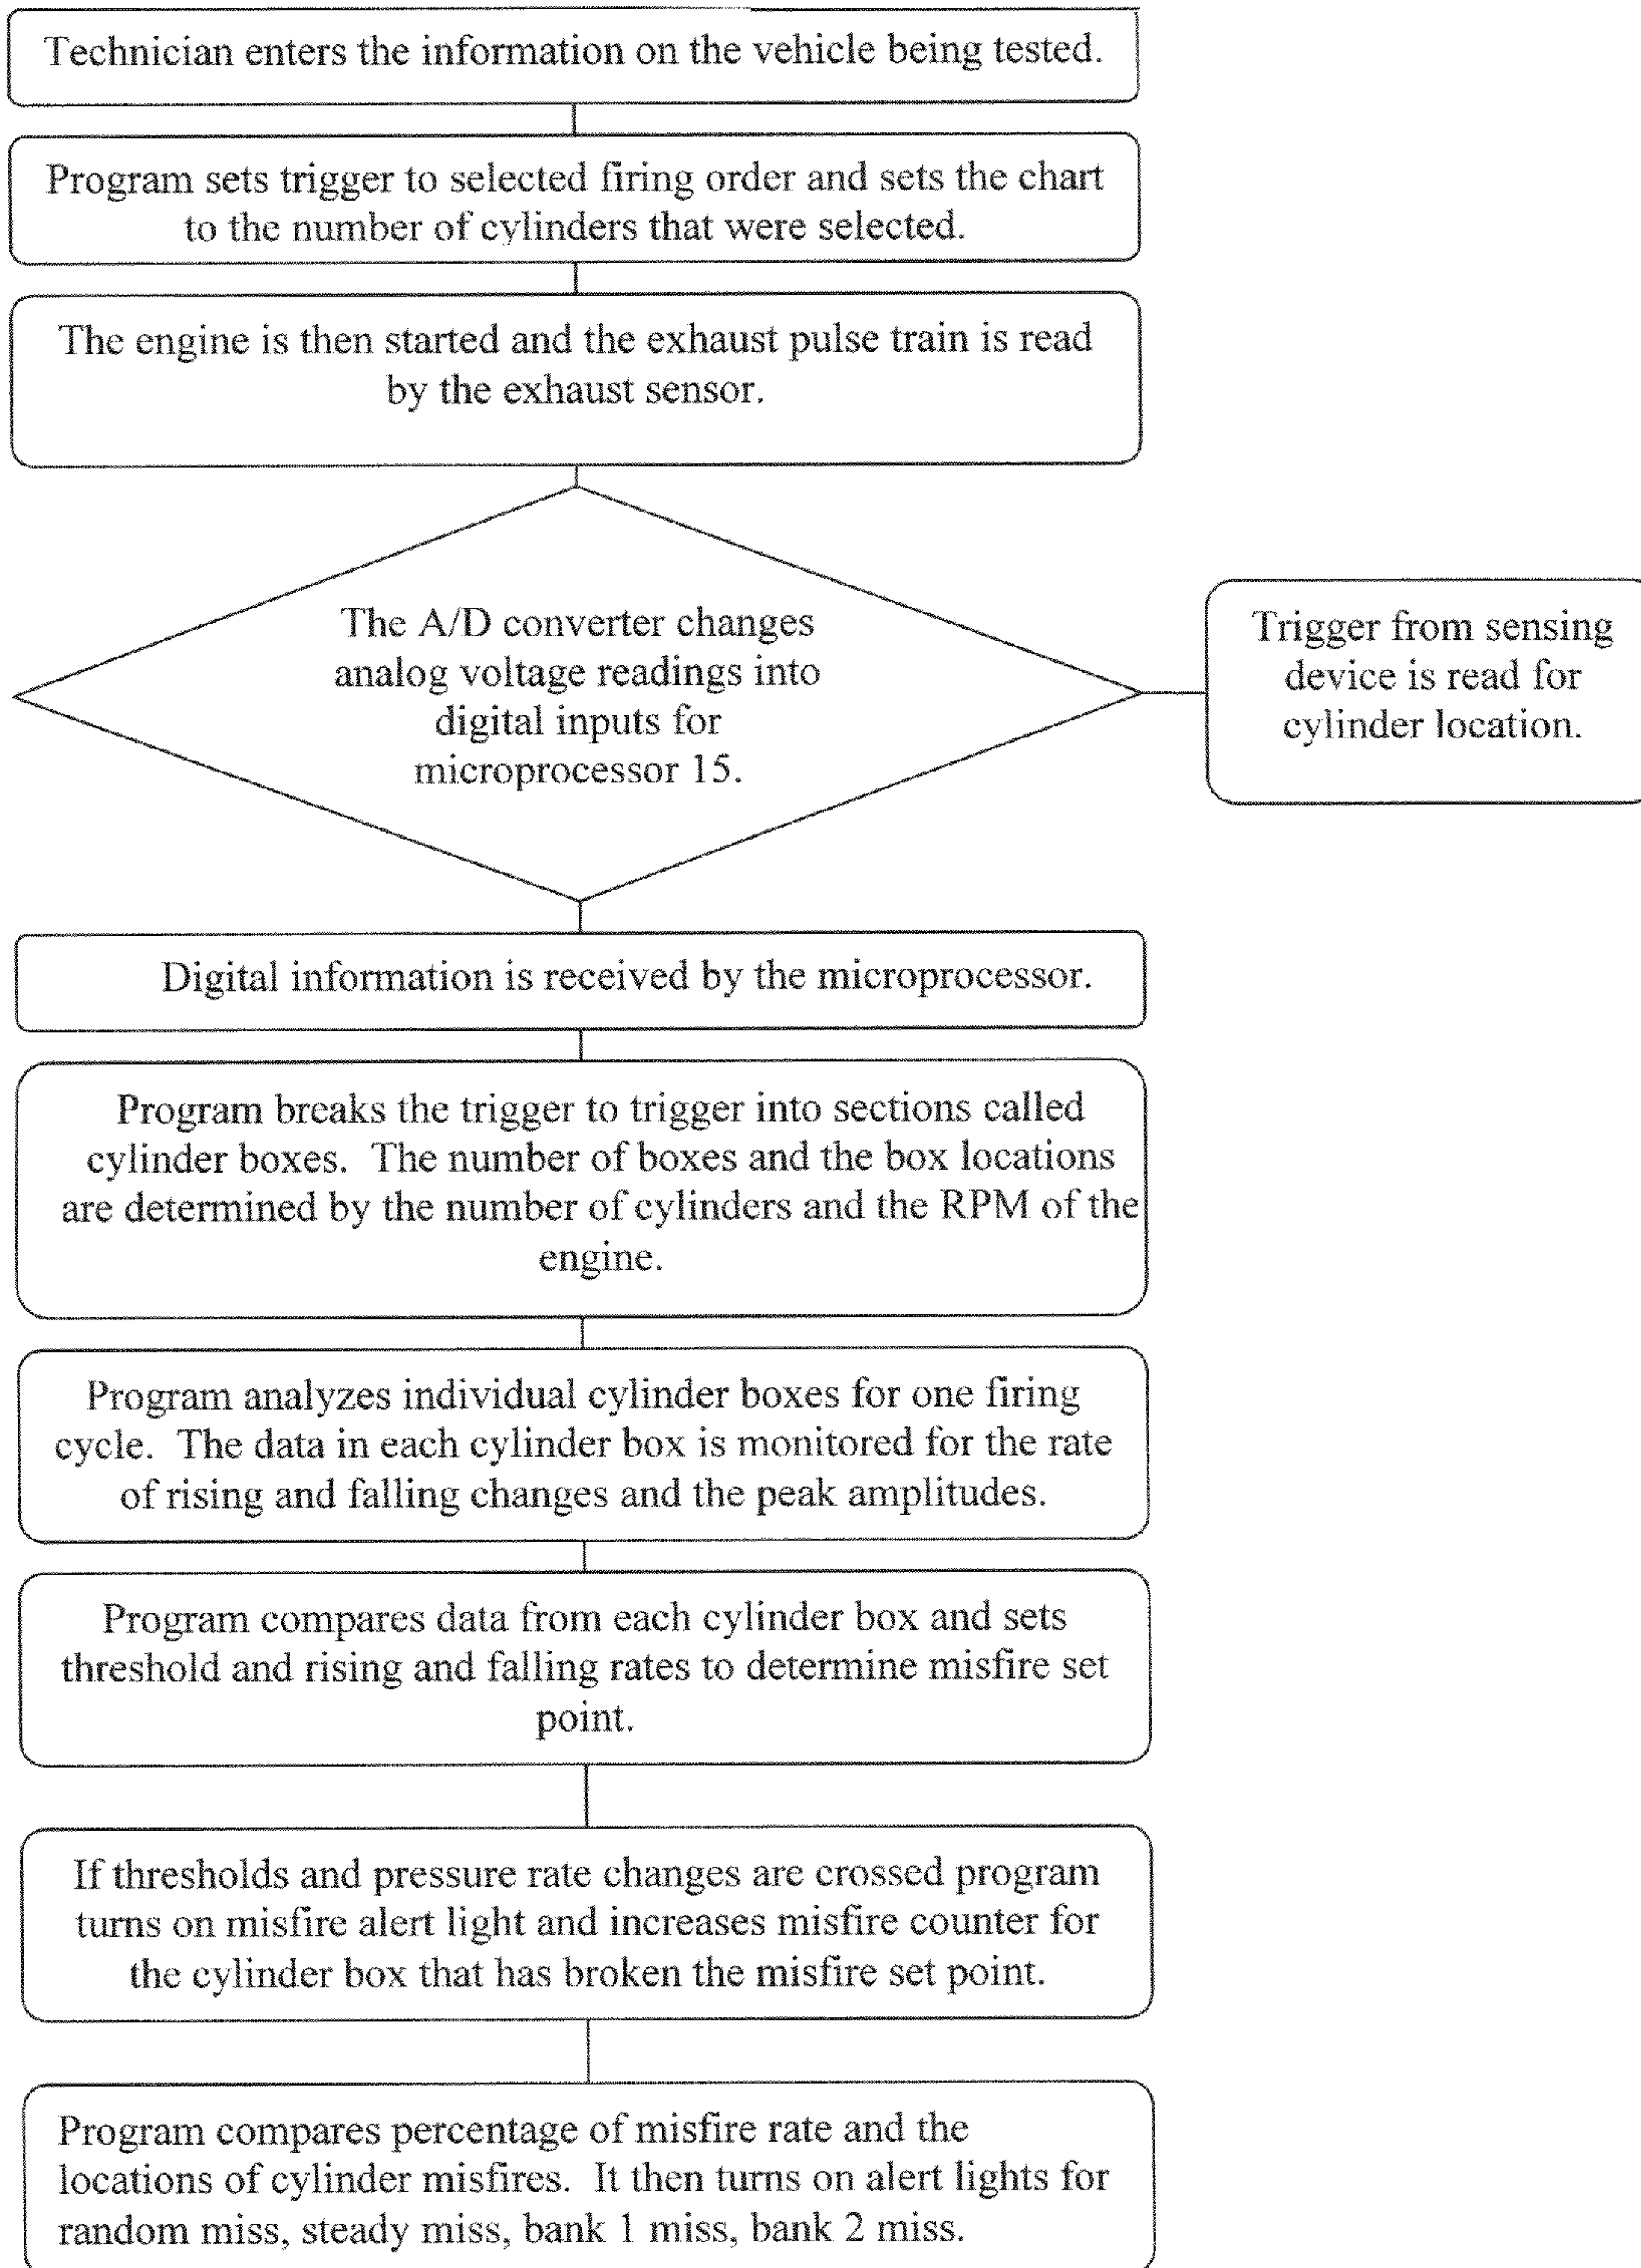 Technician enters the information on the vehicle being tested.
Program sets trigger to selected firing order and sets the chart
to the number of cylinders that were selected.
The engine is then started and the exhaust pulse train is read
by the exhaust sensor.
The A/D converter changes
analog voltage readings into
digital inputs for
microprocessor 15.
Trigger from sensing
device is read for
cylinder location.
Digital information is received by the microprocessor.
Program breaks the trigger to trigger into sections called
cylinder boxes.  The number of boxes and the box locations
are determined by the number of cylinders and the RPM of the
engine.
Program analyzes individual cylinder boxes for one firing
cycle.  The data in each cylinder box is monitored for the rate
of rising and falling changes and the peak amplitudes.
Program compares data from each cylinder box and sets
threshold and rising and falling rates to determine misfire set
point.
If thresholds and pressure rate changes are crossed program
turns on misfire alert light and increases misfire counter for
the cylinder box that has broken the misfire set point.
Program compares percentage of misfire rate and the
locations of cylinder misfires.  It then turns on alert lights for
random miss, steady miss, bank 1 miss, bank 2 miss.